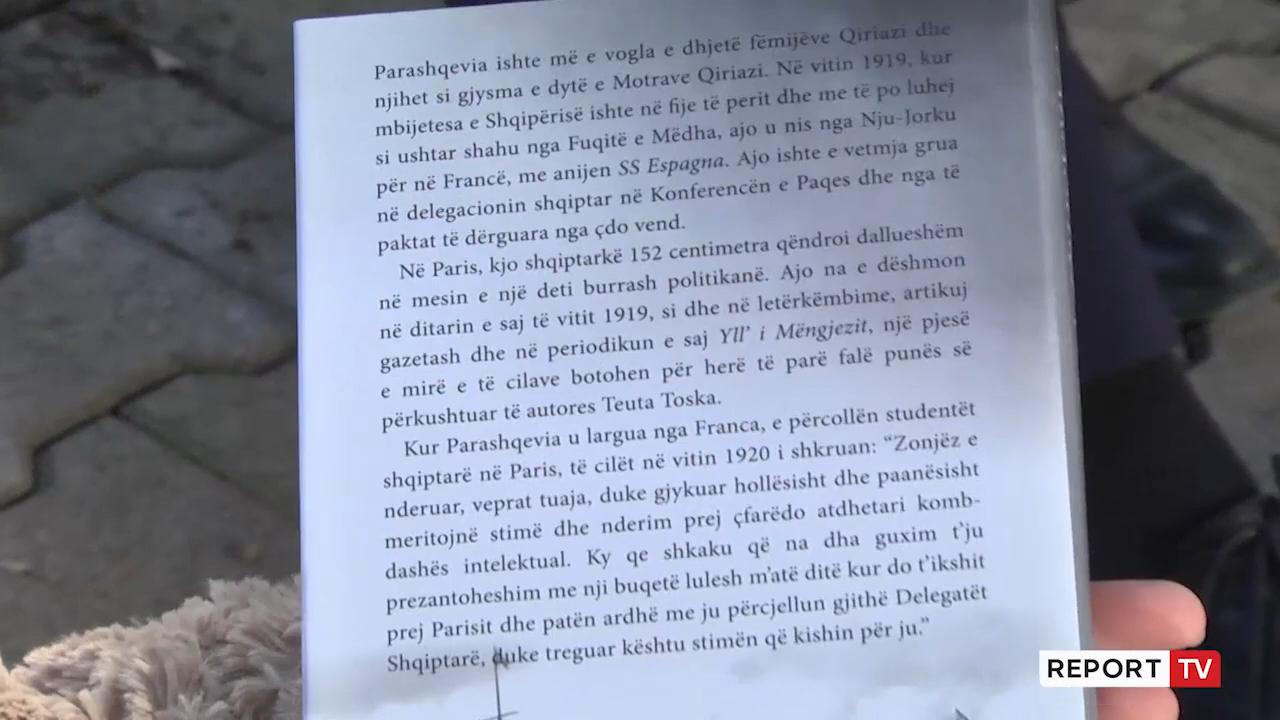 Parashqevia ishte më e vogla e dhjetë fëmijëve Qiriazi dhe
njihet si gjysma e dytë e Motrave Qiriazi. Në vitin 1919, kur
mbijetesa e Shqipërisë ishte në fije të perit dhe me të po luhej
si ushtar shahu nga Fuqitë e Mëdha, ajo u nis nga Nju-Jorku
për në Francë, me anijen SS Espagna. Ajo ishte e vetmja grua
në delegacionin shqiptar në Konferencën e Paqes dhe nga të
paktat të dërguara nga çdo vend.
Në Paris, kjo shqiptarkë 152 centimetra qëndroi dallueshëm
në mesin e një deti burrash politikanë. Ajo na e dëshmon
në ditarin e saj të vitit 1919, si dhe në letërkëmbime, artikuj
gazetash dhe në periodikun e saj Yll’ i Mëngjezit, një pjesë
e mirë e të cilave botohen për herë të parë falë punës së
përkushtuar të autores Teuta Toska.
Kur Parashqevia u largua nga Franca, e përcollën studentët
shqiptarë në Paris, të cilët në vitin 1920 i shkruan: “Zonjëz e
nderuar, veprat tuaja, duke gjykuar hollësisht dhe paanësisht
meritojnë stimë dhe nderim prej çfarëdo atdhetari komb-
dashës intelektual. Ky qe shkaku që na dha guxim t’ju
prezantoheshim me nji buqetë lulesh m’atë ditë kur do t’ikshit
prej Parisit dhe patën ardhë me ju përcjellun gjithë Delegatët
Shqiptarë, duke treguar kështu stimën që kishin për ju.”
REPORT TV